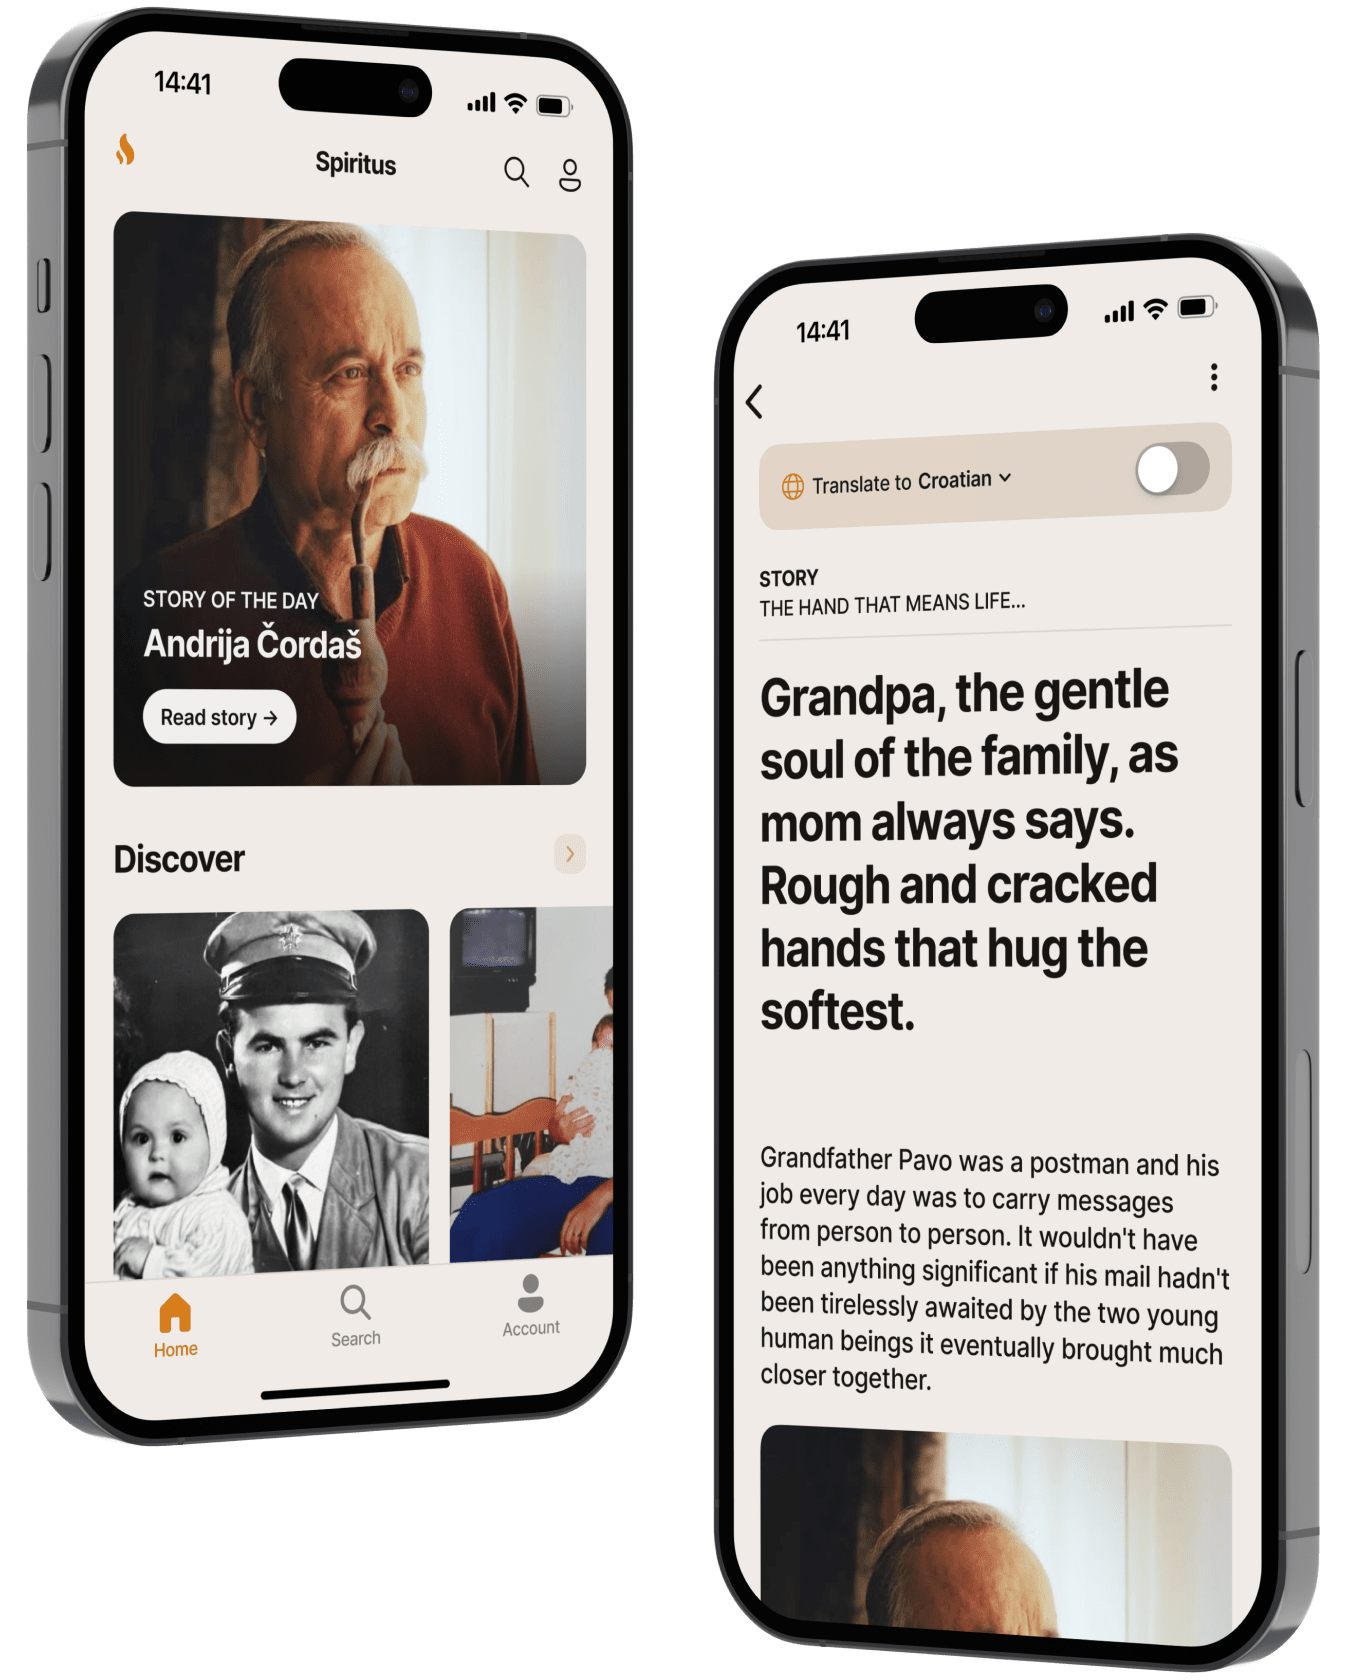 14:41
Spiritus
STORY OF THE DAY
Andrija Čordaš
Read story →
Discover
Home
Search
Account
14:41
Translate to Croatian
STORY
THE HAND THAT MEANS LIFE...
Grandpa, the gentle
soul of the family, as
mom always says.
Rough and cracked
hands that hug the
softest.
Grandfather Pavo was a postman and his
job every day was to carry messages
from person to person. It wouldn't have
been anything significant if his mail hadn't
been tirelessly awaited by the two young
human beings it eventually brought much
closer together.